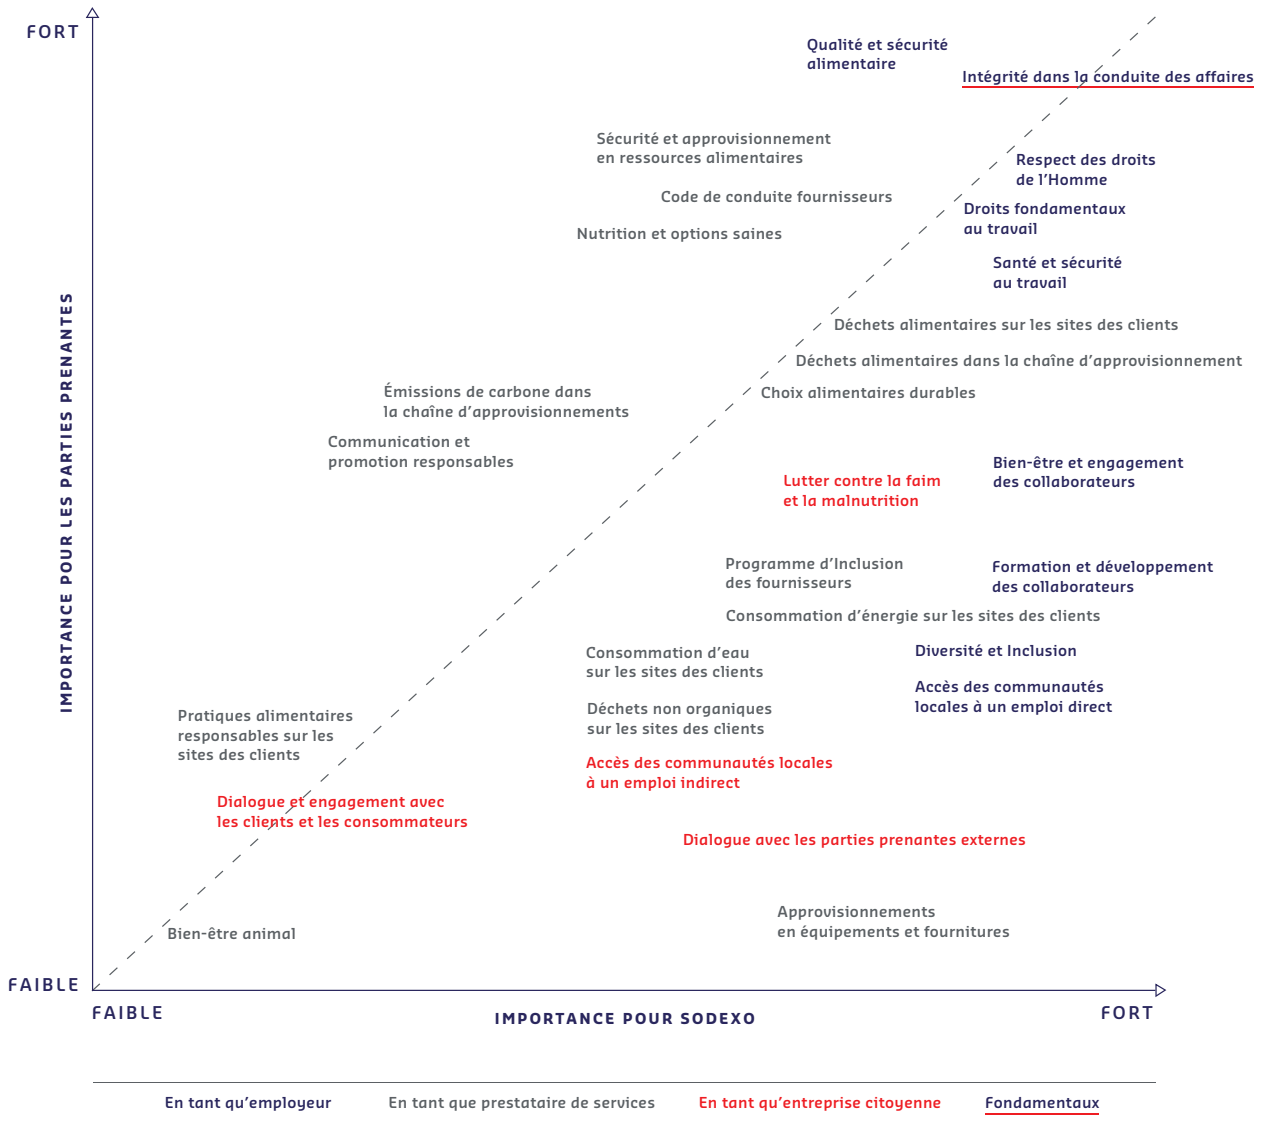 FORT
Qualité et sécurité
alimentaire
Intégrité dans la conduite des affaires
Sécurité et approvisionnement
en ressources alimentaires
Respect des droits
de l’Homme
Code de conduite fournisseurs
Droits fondamentaux
au travail
Nutrition et options saines
Santé et sécurité
au travail
IMPORTANCE POUR LES PARTIES PRENANTES
Déchets alimentaires sur les sites des clients
Déchets alimentaires dans la chaîne d’approvisionnement
Choix alimentaires durables
Émissions de carbone dans
la chaîne d’approvisionnements
Communication et
promotion responsables
Lutter contre la faim
et la malnutrition
Bien-être et engagement
des collaborateurs
Programme d’Inclusion
des fournisseurs
Formation et développement
des collaborateurs
Consommation d’énergie sur les sites des clients
Consommation d’eau
sur les sites des clients
Diversité et Inclusion
Accès des communautés
locales à un emploi direct
Déchets non organiques
sur les sites des clients
Pratiques alimentaires
responsables sur les
sites des clients
Accès des communautés locales
à un emploi indirect
Dialogue et engagement avec
les clients et les consommateurs
Dialogue avec les parties prenantes externes
Approvisionnements
en équipements et fournitures
Bien-être animal
FAIBLE
FAIBLE
IMPORTANCE POUR SODEXO
FORT
En tant qu’employeur
En tant que prestataire de services
En tant qu’entreprise citoyenne
Fondamentaux